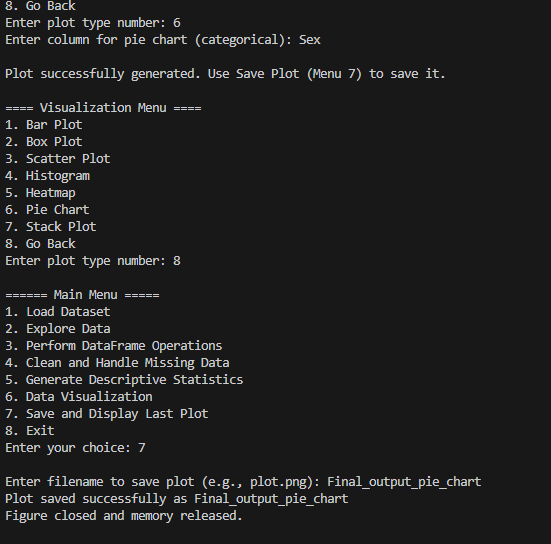 8. Go Back
Enter plot type number: 6
Enter column for pie chart (categorical): Sex
Plot successfully generated. Use Save Plot (Menu 7) to save it.
==== Visualization Menu ====
1. Bar Plot
2. Box Plot
3. Scatter Plot
4. Histogram
5. Heatmap
6. Pie Chart
7. Stack Plot
8. Go Back
Enter plot type number: 8
====== Main Menu =====
1. Load Dataset
2. Explore Data
3. Perform DataFrame Operations
4. Clean and Handle Missing Data
5. Generate Descriptive Statistics
6. Data Visualization
7. Save and Display Last Plot
8. Exit
Enter your choice: 7
Enter filename to save plot (e.g., plot.png): Final_output_pie_chart
Plot saved successfully as Final_output_pie_chart
Figure closed and memory released.